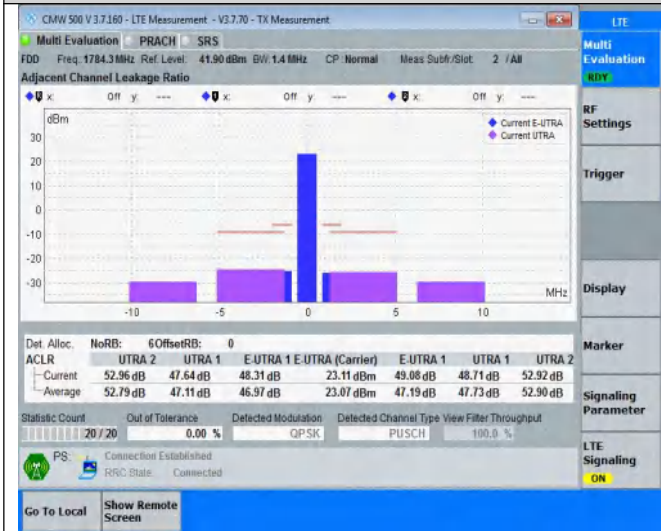 CMW 500 V 3.7.160 - LTE Measurement - V3.7.70 - TX Measurement
LTE
Multi Evaluation PRACH SRS
FDD Freq.: 1784.3 MHz Ref. Level: 41.90 dBm BW: 1.4 MHz CP: Normal Meas Subfr./Slot: 2 / All
Adjacent Channel Leakage Ratio
x: Off y: --- x: Off y: --- x: Off y: ---
dBm
Current E-UTRA
Current UTRA
30
20
10
0
-10
-20
-30
MHz
-10 -5 0 5 10
Det. Alloc. NoRB: 6 OffsetRB: 0
ACLR UTRA 2 UTRA 1 E-UTRA 1 E-UTRA (Carrier) E-UTRA 1 UTRA 1 UTRA 2
Current 52.96 dB 47.64 dB 48.31 dB 23.11 dBm 49.08 dB 48.71 dB 52.92 dB
Average 52.79 dB 47.11 dB 46.97 dB 23.07 dBm 47.19 dB 47.73 dB 52.90 dB
Statistic Count Out of Tolerance Detected Modulation Detected Channel Type View Filter Throughput
20 / 20 0.00 % QPSK PUSCH 100.0 %
PS: Connection Established
RRC State: Connected
Multi
Evaluation
RDY
RF
Settings
Trigger
Display
Marker
Signaling
Parameter
LTE
Signaling
ON
Go To Local
Show Remote
Screen